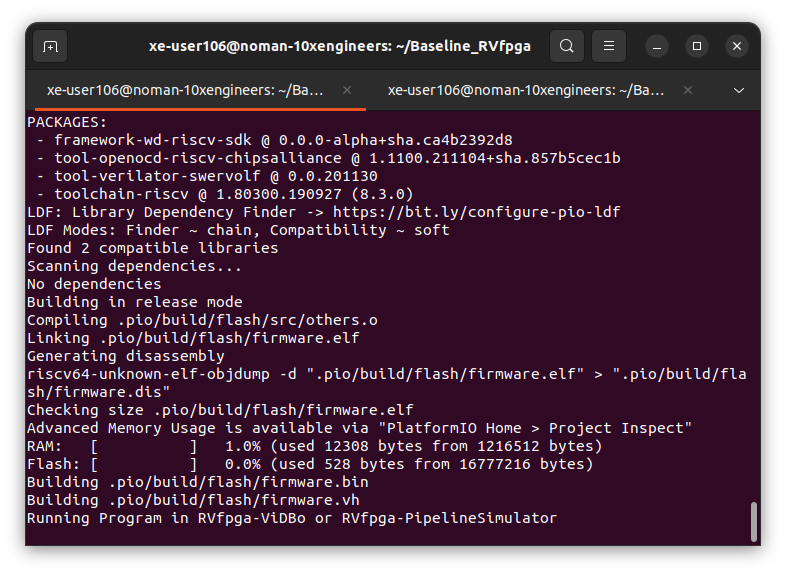 xe-user106@noman-10xengineers: ~/Baseline_RVfpga
xe-user106@noman-10xengineers: ~/Ba...
xe-user106@noman-10xengineers: ~/Ba...
PACKAGES:
 - framework-wd-riscv-sdk @ 0.0.0-alpha+sha.ca4b2392d8
 - tool-openocd-riscv-chipsalliance @ 1.1100.211104+sha.857b5cec1b
 - tool-verilator-swervolf @ 0.0.201130
 - toolchain-riscv @ 1.80300.190927 (8.3.0)
LDF: Library Dependency Finder -> https://bit.ly/configure-pio-ldf
LDF Modes: Finder ~ chain, Compatibility ~ soft
Found 2 compatible libraries
Scanning dependencies...
No dependencies
Building in release mode
Compiling .pio/build/flash/src/others.o
Linking .pio/build/flash/firmware.elf
Generating disassembly
riscv64-unknown-elf-objdump -d ".pio/build/flash/firmware.elf" > ".pio/build/fla
sh/firmware.dis"
Checking size .pio/build/flash/firmware.elf
Advanced Memory Usage is available via "PlatformIO Home > Project Inspect"
RAM:   [          ]   1.0% (used 12308 bytes from 1216512 bytes)
Flash: [          ]   0.0% (used 528 bytes from 16777216 bytes)
Building .pio/build/flash/firmware.bin
Building .pio/build/flash/firmware.vh
Running Program in RVfpga-ViDBo or RVfpga-PipelineSimulator